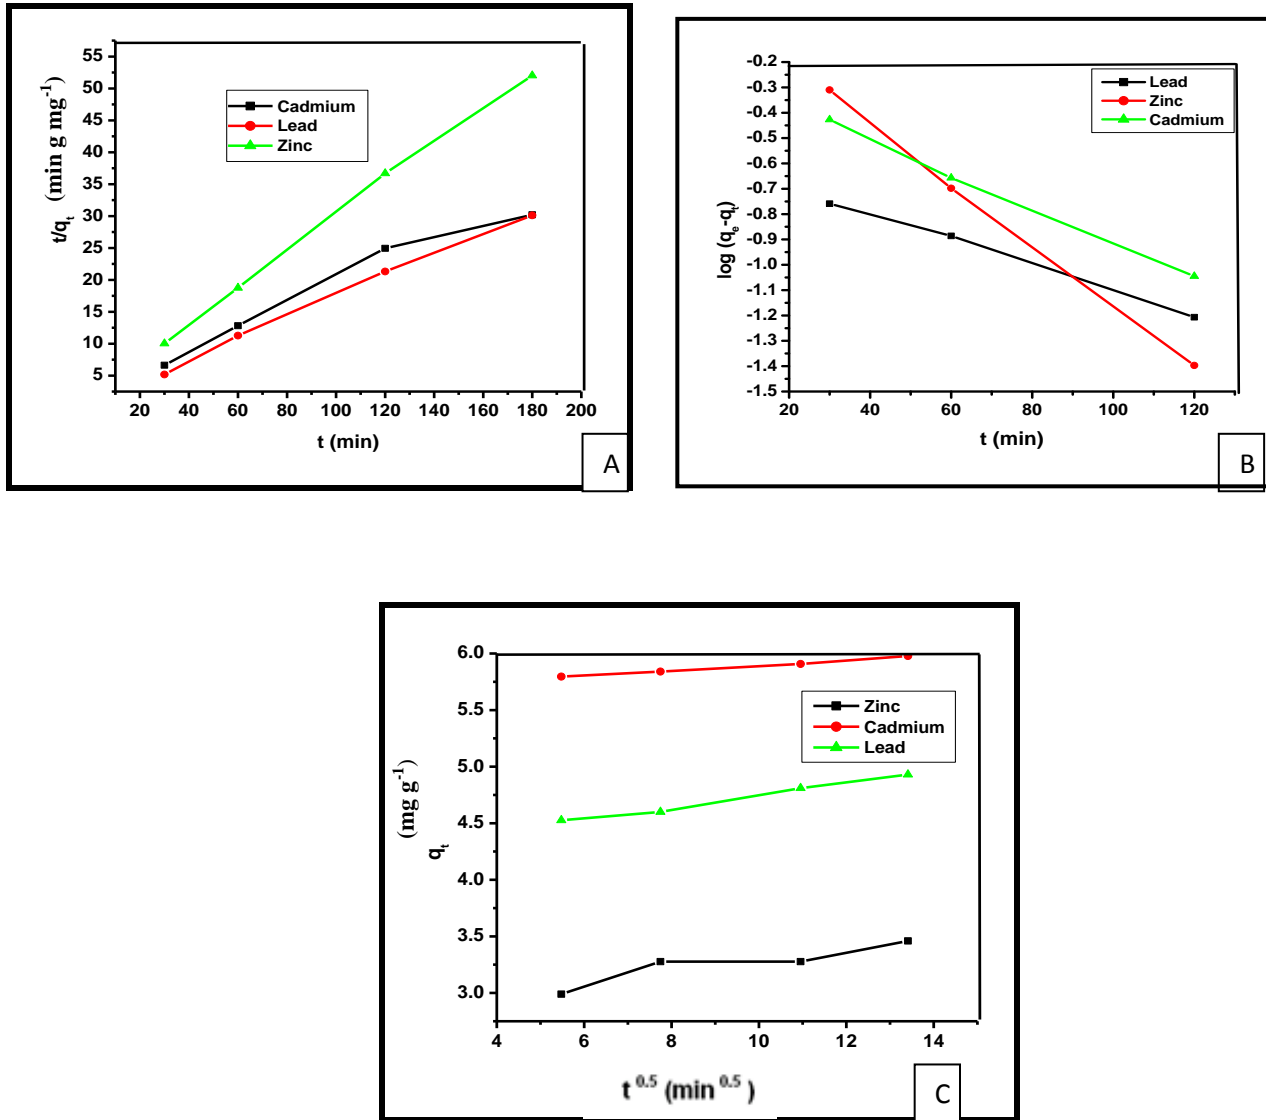 55
50
45
40
35
30
25
20
15
10
5
t/qt (min g mg-1)
Cadmium
Lead
Zinc
20 40 60 80 100 120 140 160 180 200
t (min)
A
-0.2
-0.3
-0.4
-0.5
-0.6
-0.7
-0.8
-0.9
-1.0
-1.1
-1.2
-1.3
-1.4
-1.5
log (qe-qt)
Lead
Zinc
Cadmium
20 40 60 80 100 120
t (min)
B
6.0
5.5
5.0
4.5
4.0
3.5
3.0
qt (mg g-1)
Zinc
Cadmium
Lead
4 6 8 10 12 14
t 0.5 (min 0.5 )
C